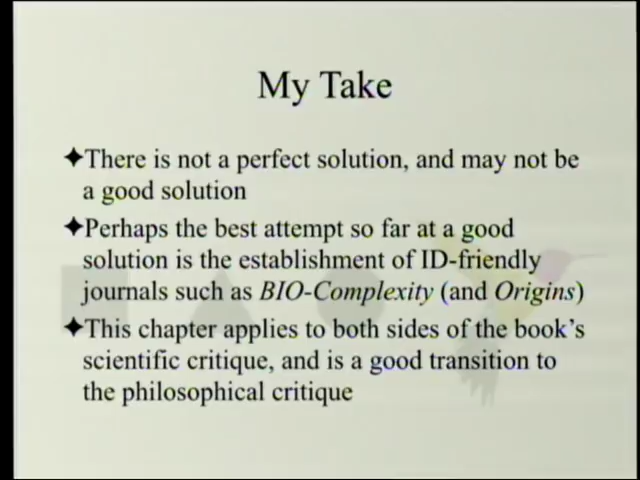 My Take
✦There is not a perfect solution, and may not be
a good solution
✦Perhaps the best attempt so far at a good
solution is the establishment of ID-friendly
journals such as BIO-Complexity (and Origins)
✦This chapter applies to both sides of the book's
scientific critique, and is a good transition to
the philosophical critique